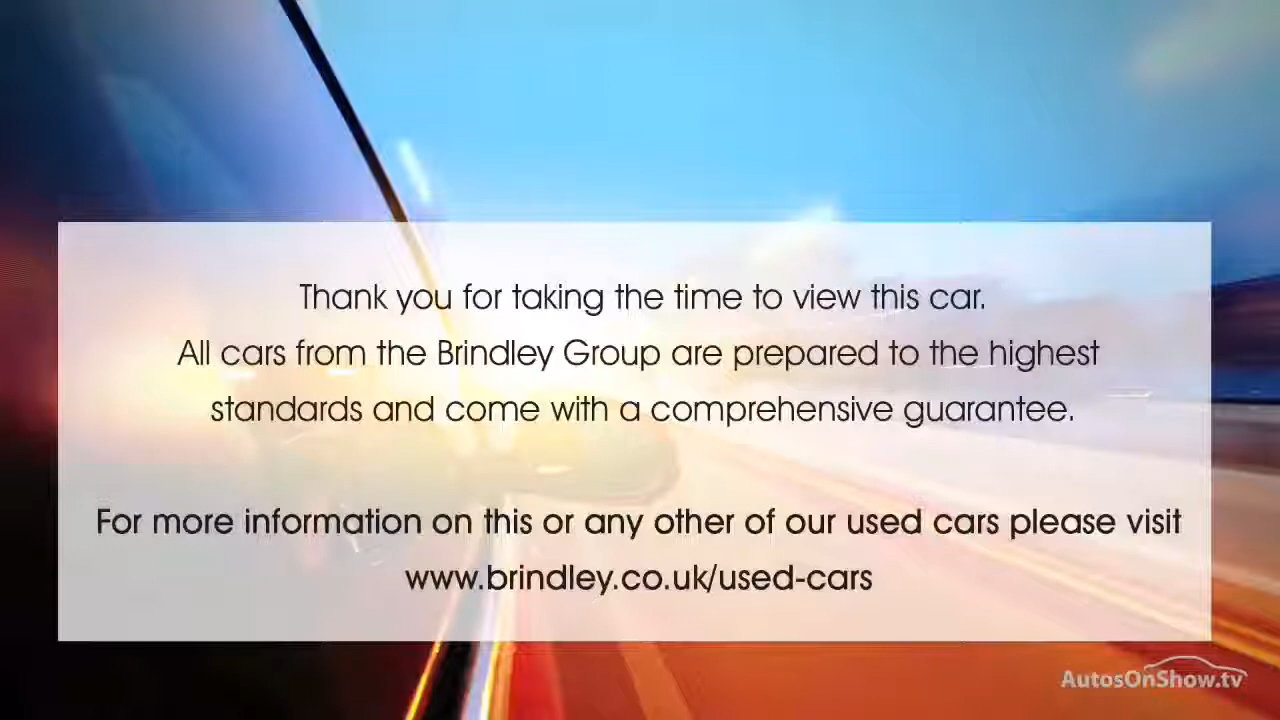 Thank you for taking the time to view this car.
All cars from the Brindley Group are prepared to the highest
standards and come with a comprehensive guarantee.
For more information on this or any other of our used cars please visit
www.brindley.co.uk/used-cars
AutosOnShow.tv